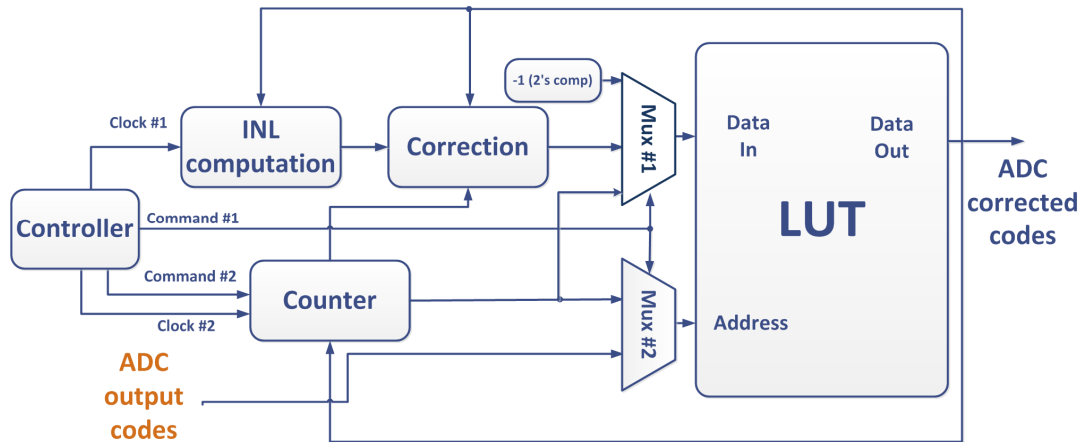 -1 (2's comp)
Clock #1
INL
computation
Correction
Mux #1
Data
In
Data
Out
ADC
corrected
codes
Controller
Command #1
LUT
Command #2
Counter
Mux #2
Clock #2
Address
ADC
output
codes